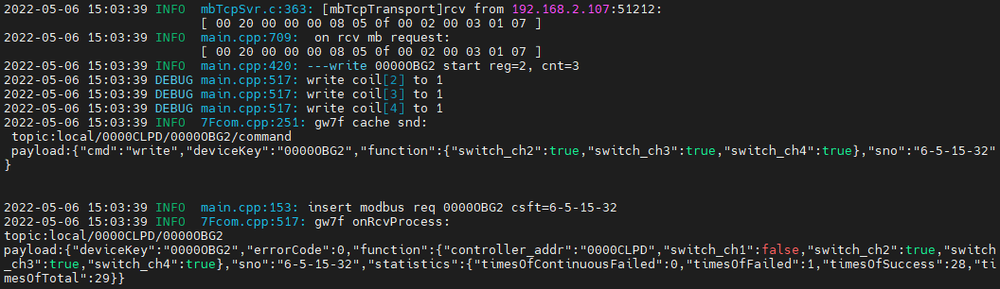 2022-05-06 15:03:39 INFO  mbTcpSvr.c:363: [mbTcpTransport]rcv from 192.168.2.107:51212:
[ 00 20 00 00 00 08 05 0f 00 02 00 03 01 07 ]
2022-05-06 15:03:39 INFO  main.cpp:709:  on rcv mb request:
[ 00 20 00 00 00 08 05 0f 00 02 00 03 01 07 ]
2022-05-06 15:03:39 INFO  main.cpp:420: ---write 0000OBG2 start reg=2, cnt=3
2022-05-06 15:03:39 DEBUG main.cpp:517: write coil[2] to 1
2022-05-06 15:03:39 DEBUG main.cpp:517: write coil[3] to 1
2022-05-06 15:03:39 DEBUG main.cpp:517: write coil[4] to 1
2022-05-06 15:03:39 INFO  7Fcom.cpp:251: gw7f cache snd:
topic:local/0000CLPD/0000OBG2/command
payload:{"cmd":"write","deviceKey":"0000OBG2","function":{"switch_ch2":true,"switch_ch3":true,"switch_ch4":true},"sno":"6-5-15-32"
}
2022-05-06 15:03:39 INFO  main.cpp:153: insert modbus req 0000OBG2 csft=6-5-15-32
2022-05-06 15:03:39 INFO  7Fcom.cpp:517: gw7f onRcvProcess:
topic:local/0000CLPD/0000OBG2
payload:{"deviceKey":"0000OBG2","errorCode":0,"function":{"controller_addr":"0000CLPD","switch_ch1":false,"switch_ch2":true,"switch
_ch3":true,"switch_ch4":true},"sno":"6-5-15-32","statistics":{"timesOfContinuousFailed":0,"timesOfFailed":1,"timesOfSuccess":28,"ti
mesOfTotal":29}}